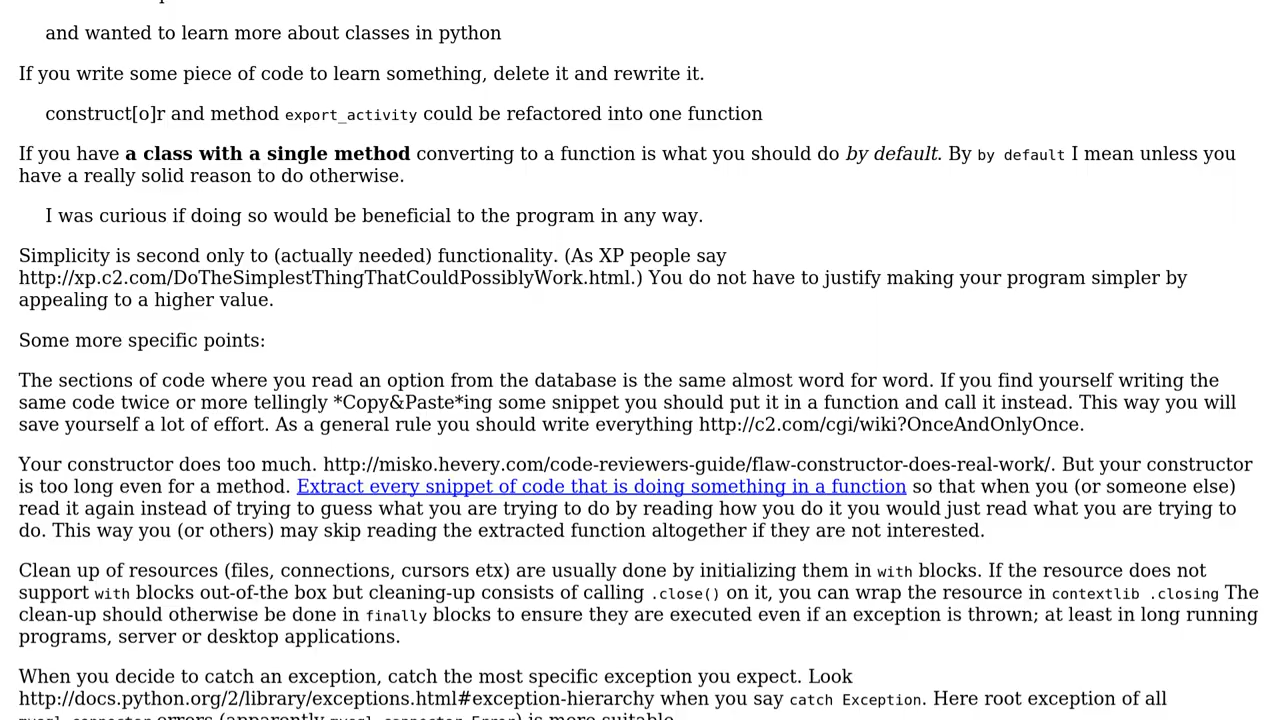 and wanted to learn more about classes in python
If you write some piece of code to learn something, delete it and rewrite it.
construct[o]r and method export_activity could be refactored into one function
If you have a class with a single method converting to a function is what you should do by default. By by default I mean unless you
have a really solid reason to do otherwise.
I was curious if doing so would be beneficial to the program in any way.
Simplicity is second only to (actually needed) functionality. (As XP people say
http://xp.c2.com/DoTheSimplestThingThatCouldPossiblyWork.html.) You do not have to justify making your program simpler by
appealing to a higher value.
Some more specific points:
The sections of code where you read an option from the database is the same almost word for word. If you find yourself writing the
same code twice or more tellingly *Copy&Paste*ing some snippet you should put it in a function and call it instead. This way you will
save yourself a lot of effort. As a general rule you should write everything http://c2.com/cgi/wiki?OnceAndOnlyOnce.
Your constructor does too much. http://misko.hevery.com/code-reviewers-guide/flaw-constructor-does-real-work/. But your constructor
is too long even for a method. Extract every snippet of code that is doing something in a function so that when you (or someone else)
read it again instead of trying to guess what you are trying to do by reading how you do it you would just read what you are trying to
do. This way you (or others) may skip reading the extracted function altogether if they are not interested.
Clean up of resources (files, connections, cursors etx) are usually done by initializing them in with blocks. If the resource does not
support with blocks out-of-the box but cleaning-up consists of calling .close() on it, you can wrap the resource in contextlib .closing The
clean-up should otherwise be done in finally blocks to ensure they are executed even if an exception is thrown; at least in long running
programs, server or desktop applications.
When you decide to catch an exception, catch the most specific exception you expect. Look
http://docs.python.org/2/library/exceptions.html#exception-hierarchy when you say catch Exception. Here root exception of all
errors (apparently is more suitable